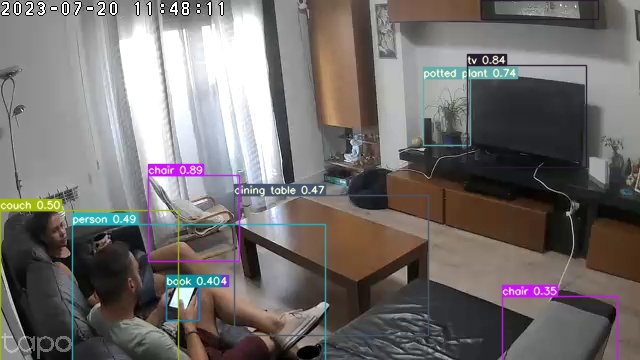 2023-07-20 11:48:11
tv 0.84
potted plant 0.74
chair 0.89
dining table 0.47
couch 0.50
person 0.49
book 0.404
chair 0.35
tapo